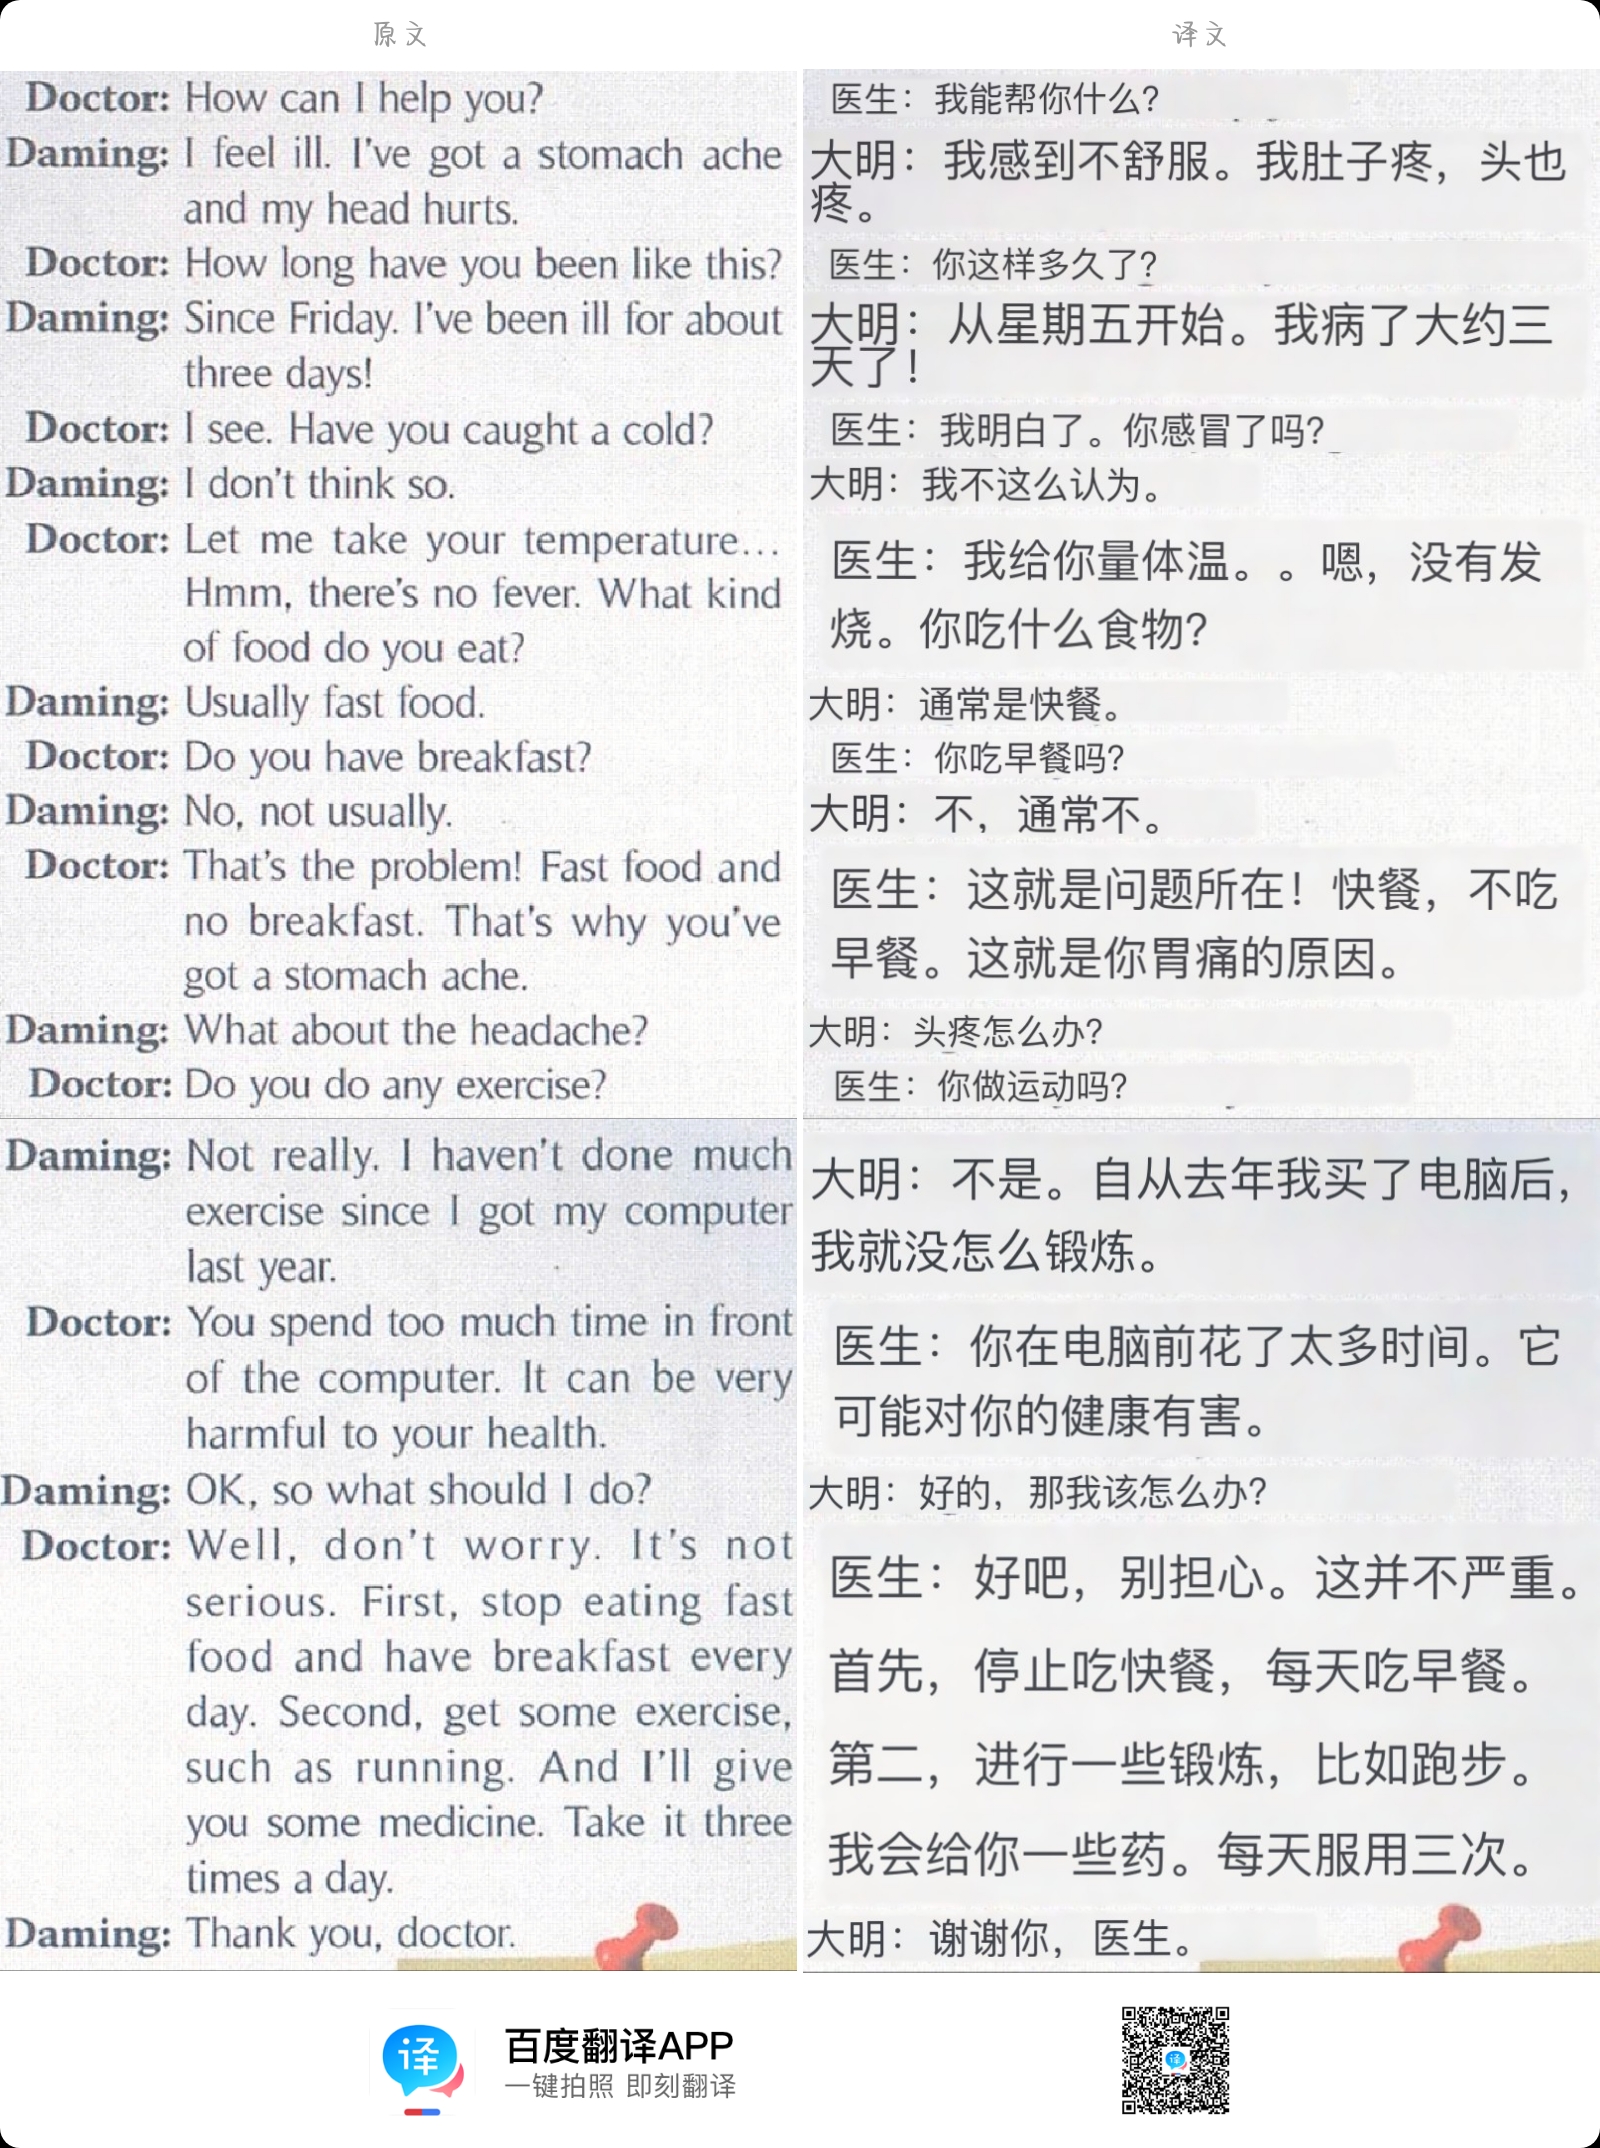 原文
译文
Doctor: How can I help you?
Daming: I feel ill. I've got a stomach ache
and my head hurts.
Doctor: How long have you been like this?
Daming: Since Friday. I've been ill for about
three days!
Doctor: I see. Have you caught a cold?
Daming: I don't think so.
Doctor: Let me take your temperature…
Hmm, there's no fever. What kind
of food do you eat?
Daming: Usually fast food.
Doctor: Do you have breakfast?
Daming: No, not usually.
Doctor: That's the problem! Fast food and
no breakfast. That's why you've
got a stomach ache.
Daming: What about the headache?
Doctor: Do you do any exercise?
Daming: Not really. I haven't done much
exercise since I got my computer
last year.
Doctor: You spend too much time in front
of the computer. It can be very
harmful to your health.
Daming: OK, so what should I do?
Doctor: Well, don't worry. It's not
serious. First, stop eating fast
food and have breakfast every
day. Second, get some exercise,
such as running. And I'll give
you some medicine. Take it three
times a day.
Daming: Thank you, doctor.
医生：我能帮你什么？
大明：我感到不舒服。我肚子疼，头也
疼。
医生：你这样多久了？
大明：从星期五开始。我病了大约三
天了！
医生：我明白了。你感冒了吗？
大明：我不这么认为。
医生：我给你量体温。。嗯，没有发
烧。你吃什么食物？
大明：通常是快餐。
医生：你吃早餐吗？
大明：不，通常不。
医生：这就是问题所在！快餐，不吃
早餐。这就是你胃痛的原因。
大明：头疼怎么办？
医生：你做运动吗？
大明：不是。自从去年我买了电脑后，
我就没怎么锻炼。
医生：你在电脑前花了太多时间。它
可能对你的健康有害。
大明：好的，那我该怎么办？
医生：好吧，别担心。这并不严重。
首先，停止吃快餐，每天吃早餐。
第二，进行一些锻炼，比如跑步。
我会给你一些药。每天服用三次。
大明：谢谢你，医生。
译
百度翻译APP
一键拍照 即刻翻译
译